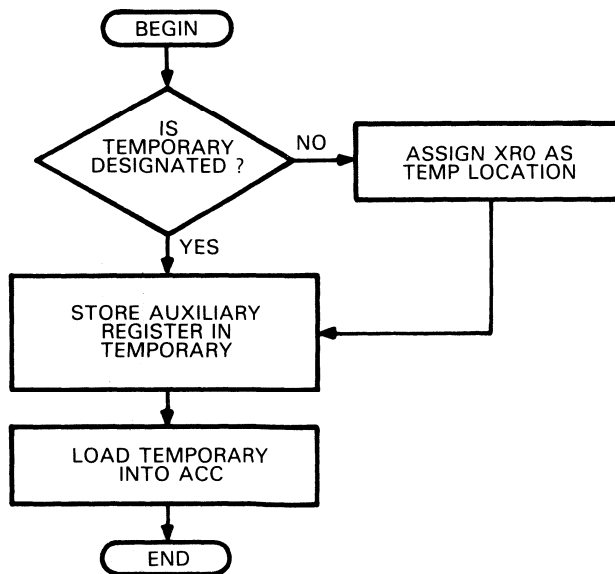 BEGIN
IS
TEMPORARY
DESIGNATED ?
NO
ASSIGN XR0 AS
TEMP LOCATION
YES
STORE AUXILIARY
REGISTER IN
TEMPORARY
LOAD TEMPORARY
INTO ACC
END